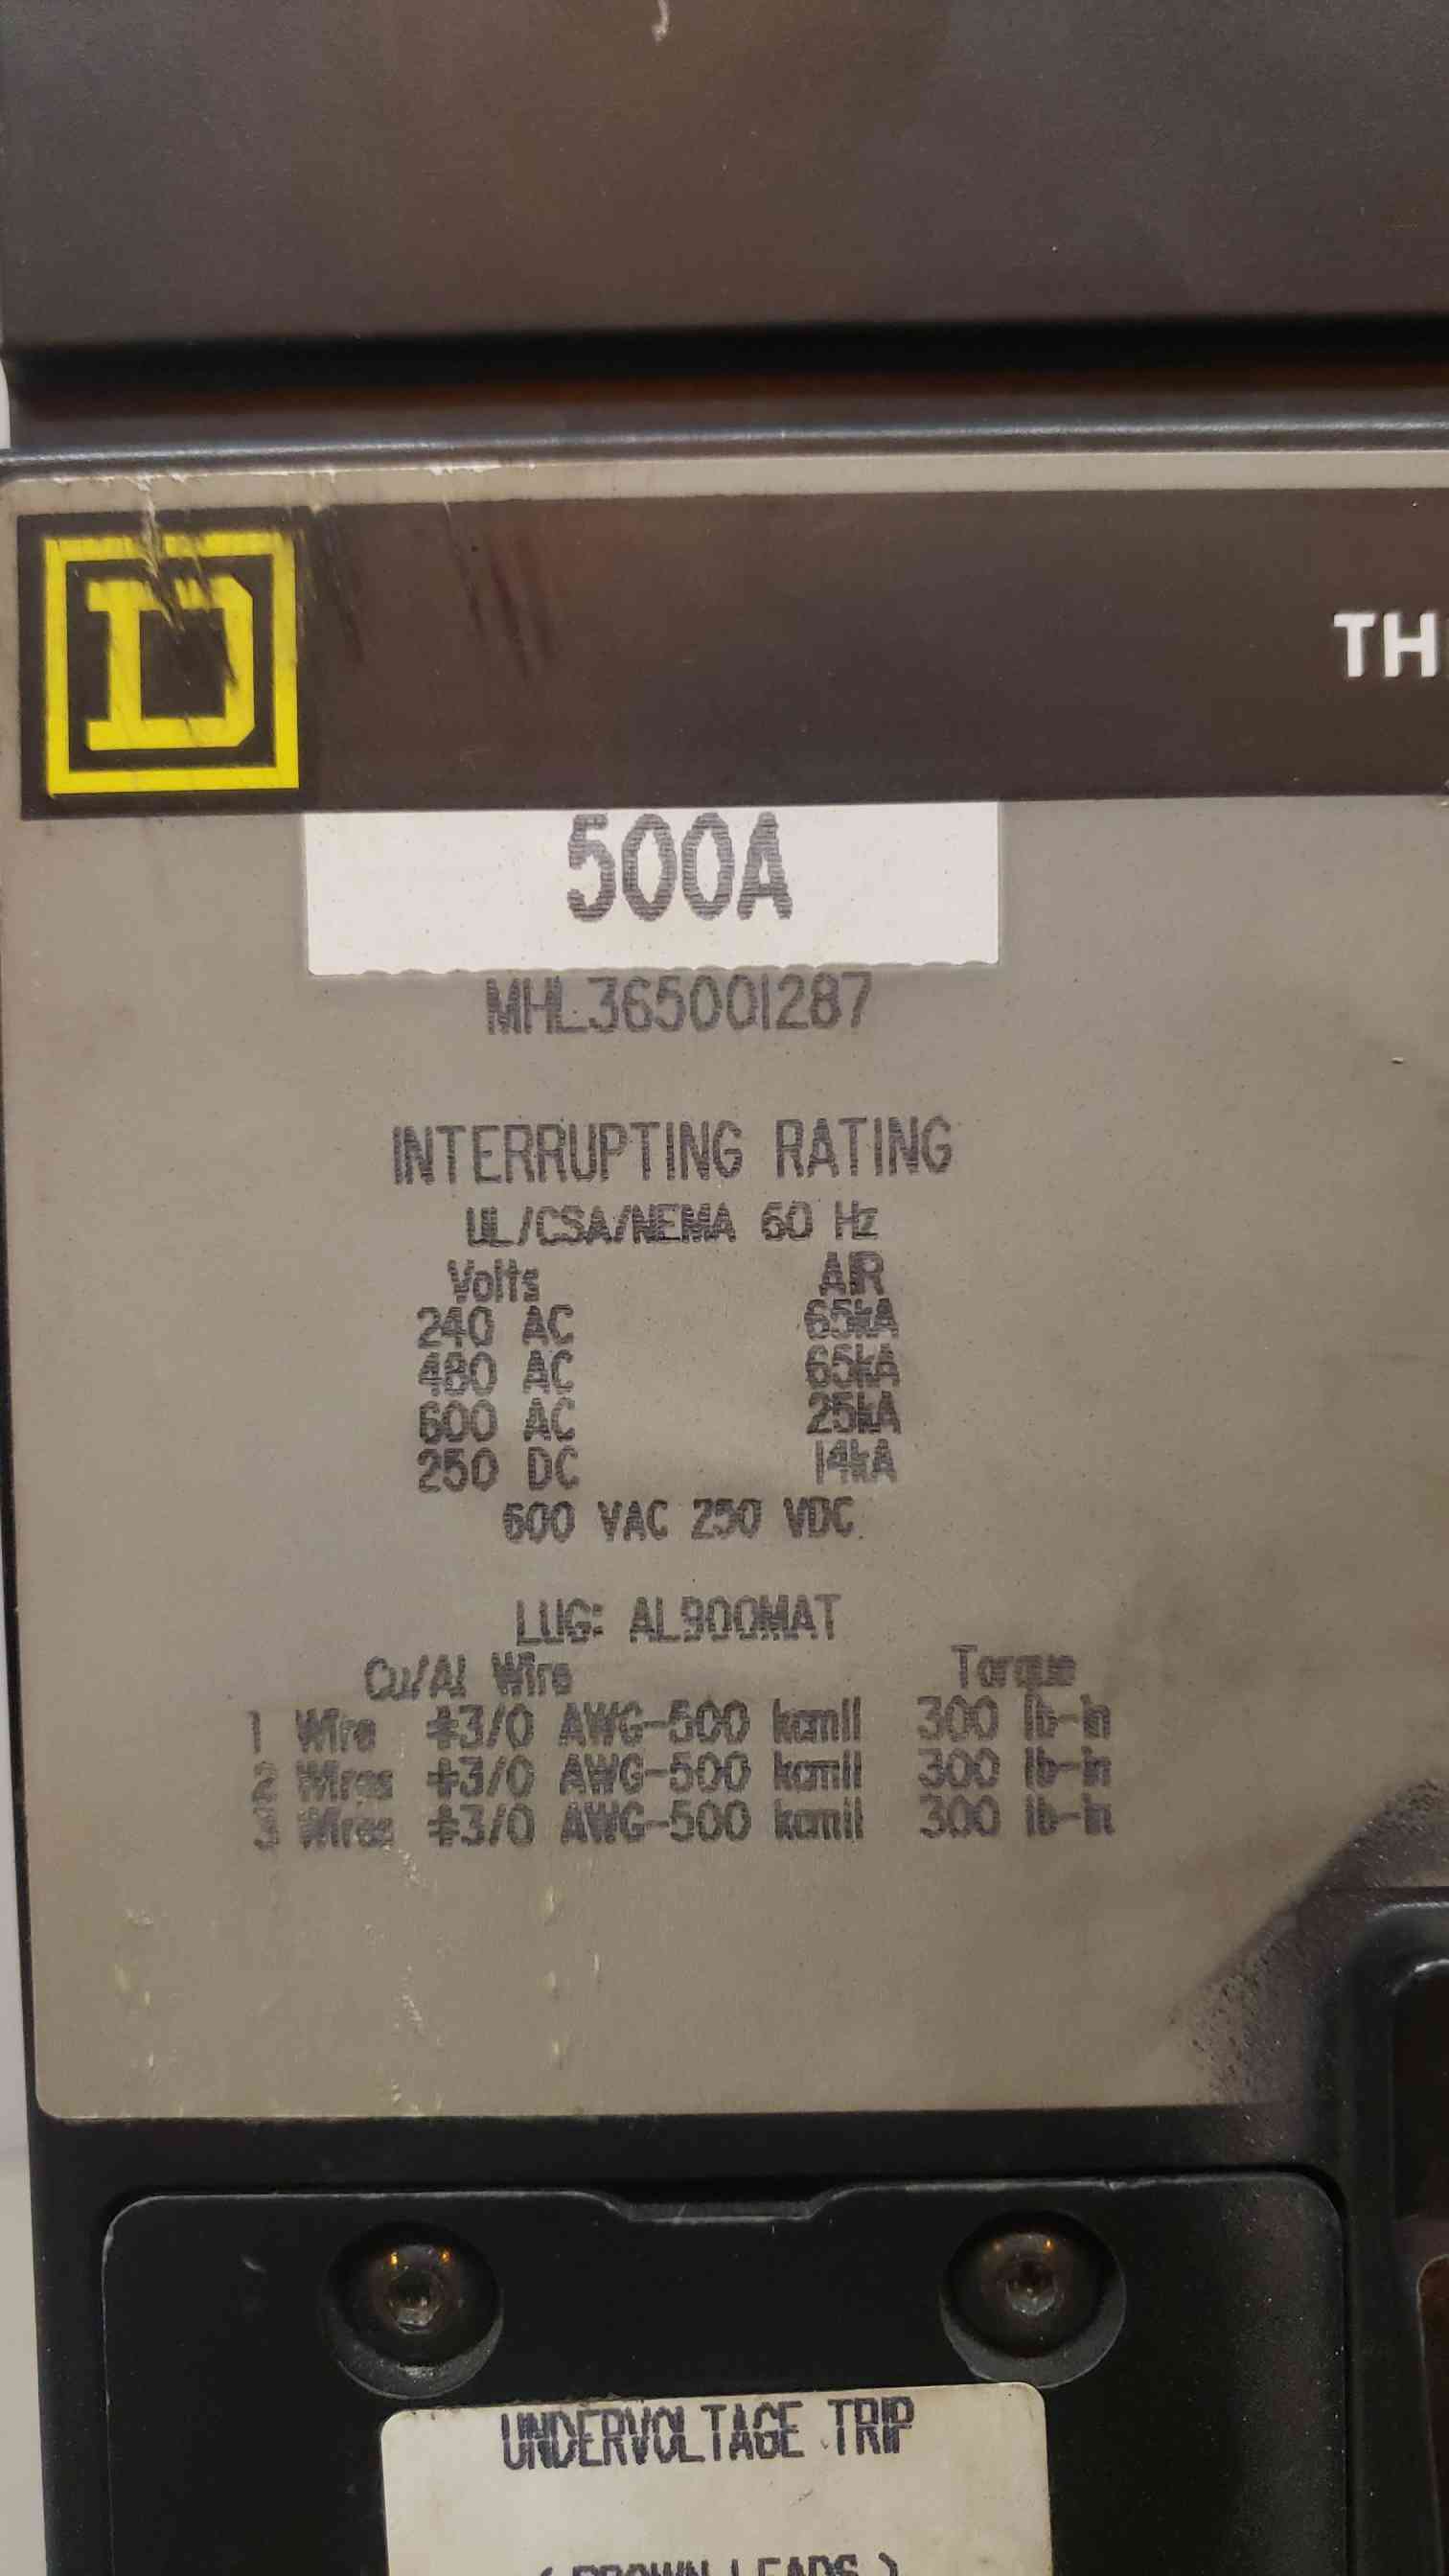 D
TH
500A
MHL365001287
INTERRUPTING RATING
UL/CSA/NEMA 60 Hz
Volts AIR
240 AC 65kA
480 AC 65kA
600 AC 25kA
250 DC 14kA
600 VAC 250 VDC
LUG: AL900MAT
Cu/Al Wire Torque
1 Wire #3/0 AWG-500 kcmil 300 lb-in
2 Wires #3/0 AWG-500 kcmil 300 lb-in
3 Wires #3/0 AWG-500 kcmil 300 lb-in
UNDERVOLTAGE TRIP
( BROWN LEADS )